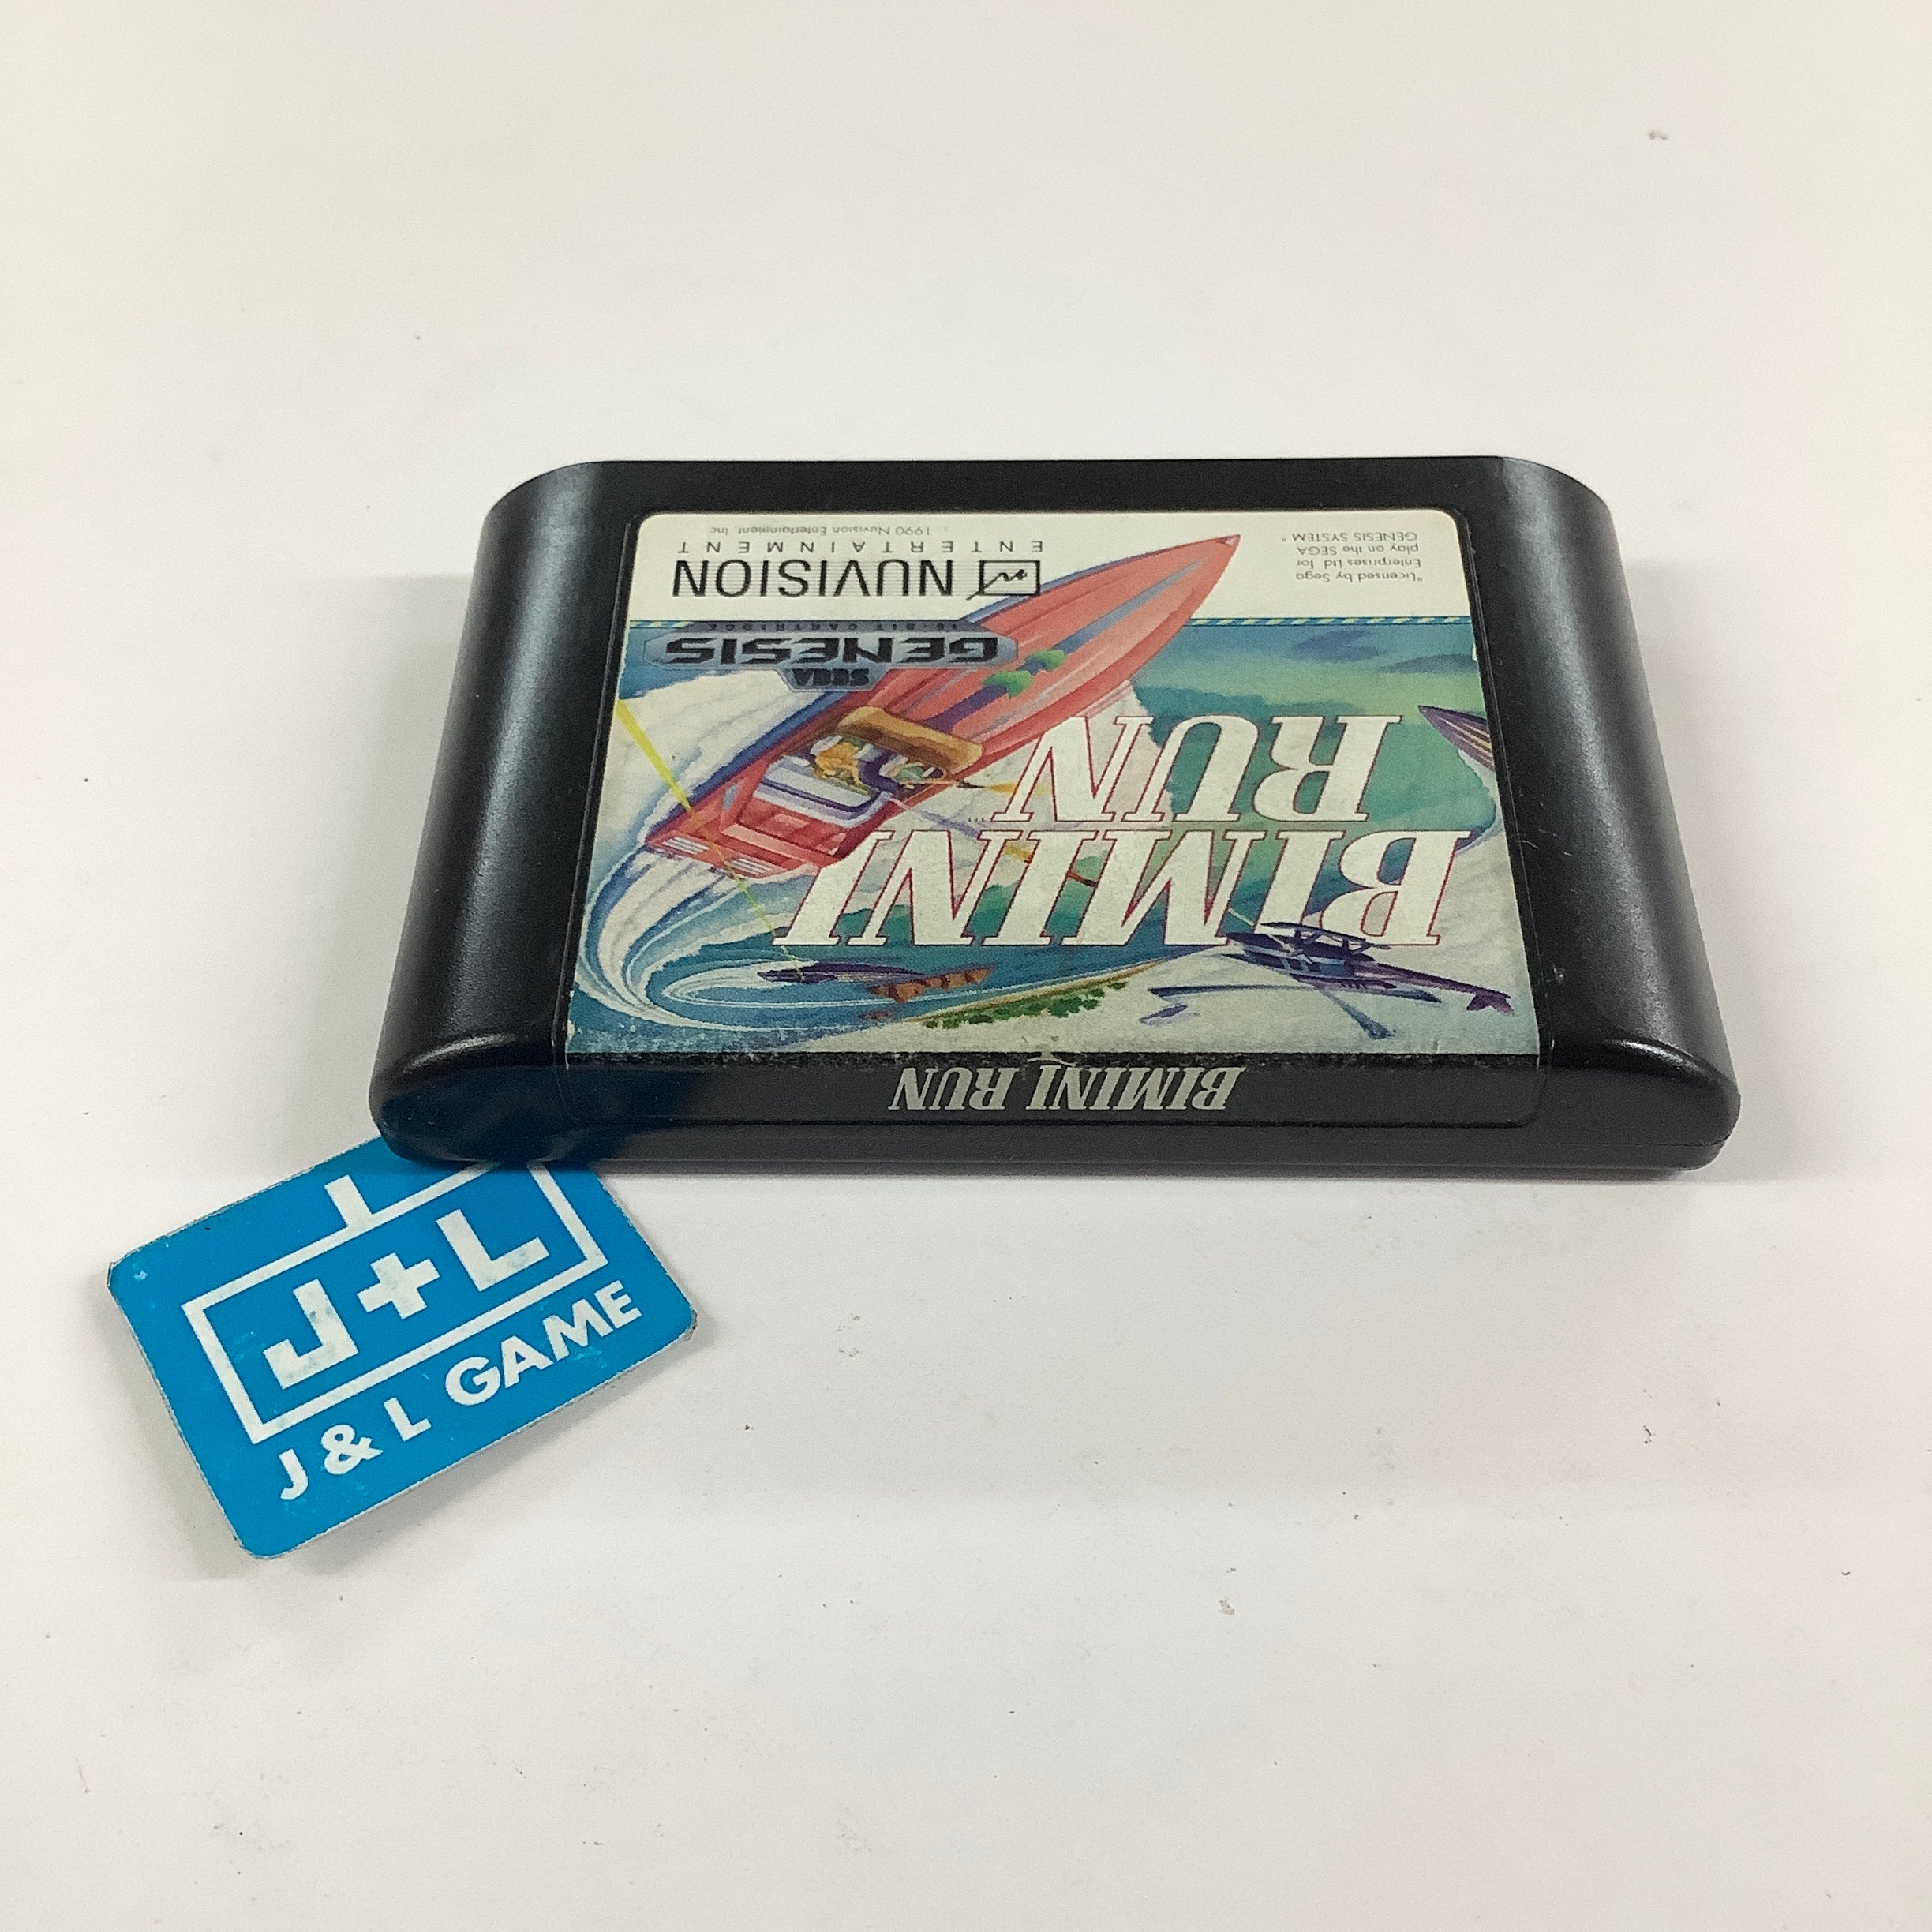 BIMINI RUN
BIMINI
RUN
SEGA
GENESIS
16-BIT CARTRIDGE
NUVISION
ENTERTAINMENT
1990 Nuvision Entertainment, Inc.
"Licensed by Sega
Enterprises Ltd for
play on the SEGA
GENESIS SYSTEM"
J+L
J & L GAME